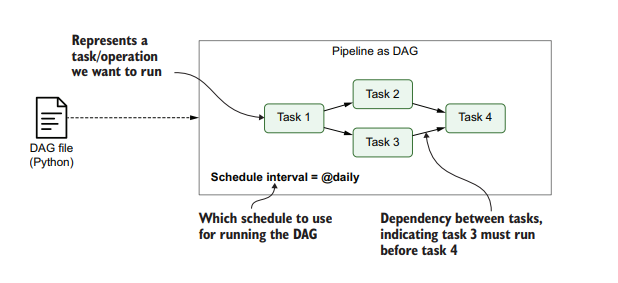 Represents a
task/operation
we want to run
Pipeline as DAG
Task 1
Task 2
Task 3
Task 4
DAG file
(Python)
Schedule interval = @daily
Which schedule to use
for running the DAG
Dependency between tasks,
indicating task 3 must run
before task 4